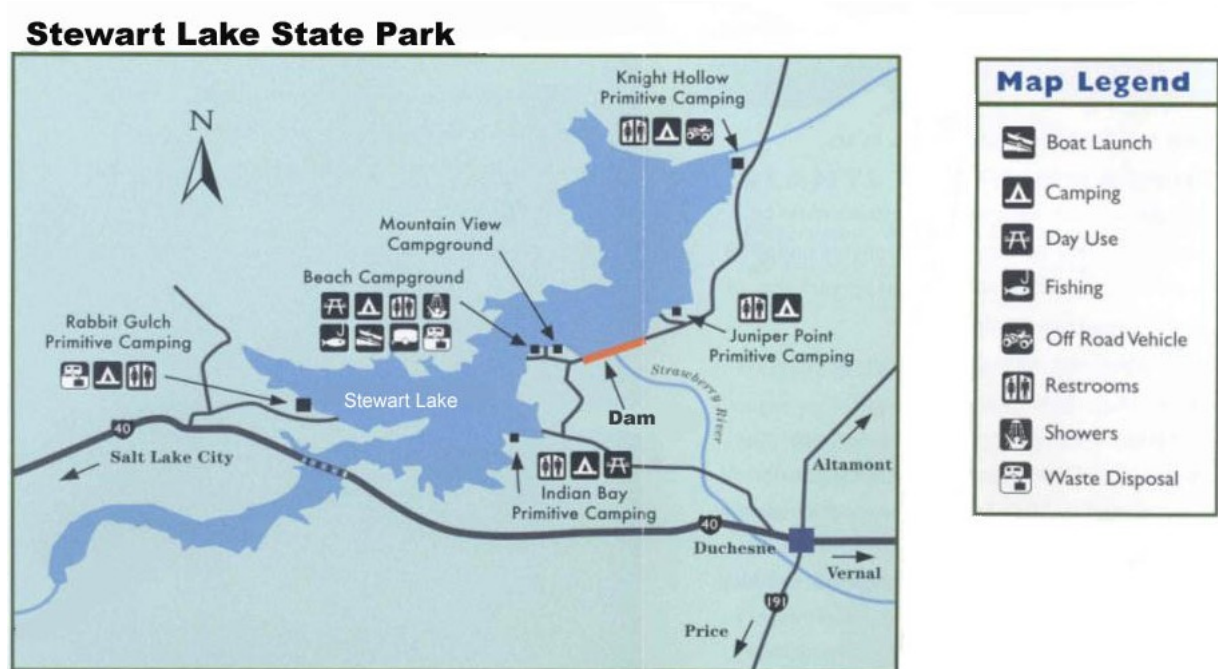 Stewart Lake State Park
Knight Hollow
Primitive Camping
N
Mountain View
Campground
Beach Campground
Rabbit Gulch
Primitive Camping
Juniper Point
Primitive Camping
Stewart Lake
Strawberry River
Dam
40
Salt Lake City
Altamont
Indian Bay
Primitive Camping
40
Duchesne
Vernal
191
Price
Map Legend
Boat Launch
Camping
Day Use
Fishing
Off Road Vehicle
Restrooms
Showers
Waste Disposal